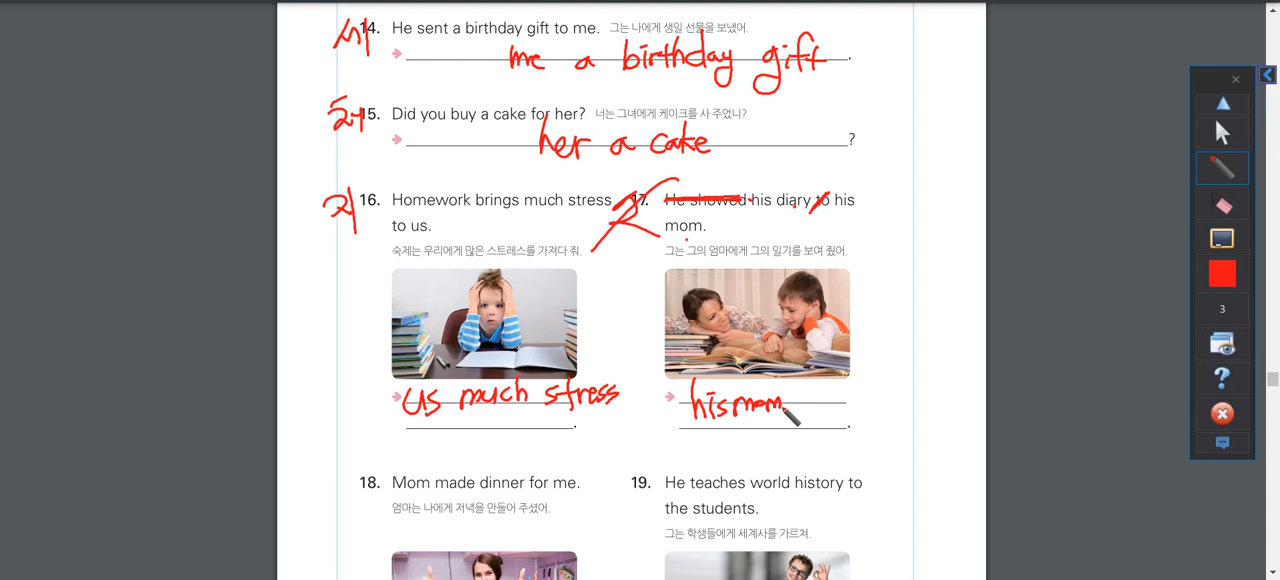 14. He sent a birthday gift to me. 그는 나에게 생일 선물을 보냈어.
me a birthday gift.
15. Did you buy a cake for her? 너는 그녀에게 케이크를 사 주었니?
her a cake ?
16. Homework brings much stress
to us.
숙제는 우리에게 많은 스트레스를 가져다 줘.
us much stress
.
17. He showed his diary to his
mom.
그는 그의 엄마에게 그의 일기를 보여 줬어.
his mom
.
18. Mom made dinner for me.
엄마는 나에게 저녁을 만들어 주셨어.
19. He teaches world history to
the students.
그는 학생들에게 세계사를 가르쳐.
3
?